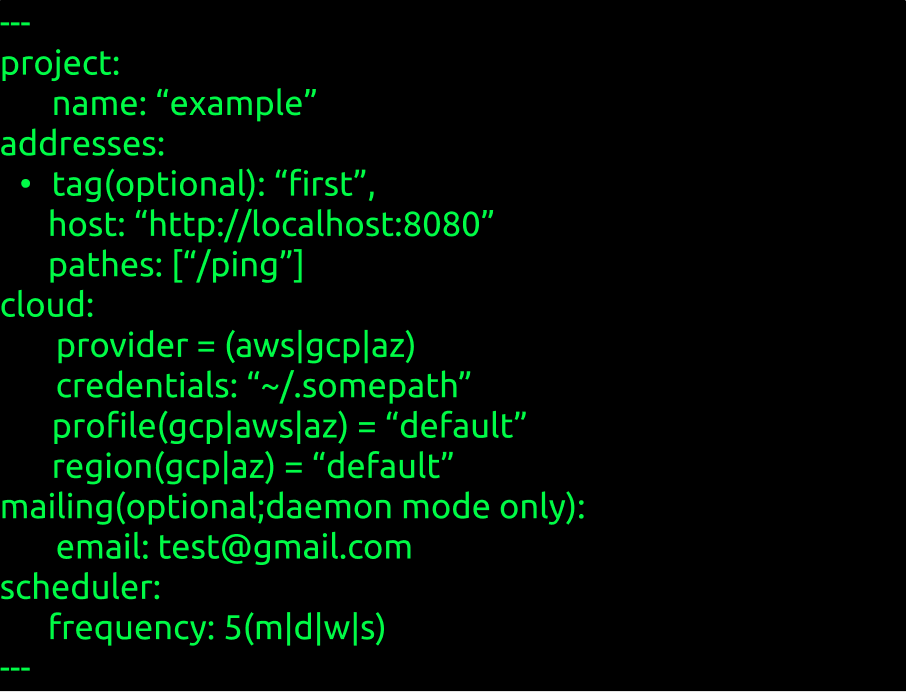 ---
project:
name: “example”
addresses:
• tag(optional): “first”,
host: “http://localhost:8080”
pathes: [“/ping”]
cloud:
provider = (aws|gcp|az)
credentials: “~/.somepath”
profile(gcp|aws|az) = “default”
region(gcp|az) = “default”
mailing(optional;daemon mode only):
email: test@gmail.com
scheduler:
frequency: 5(m|d|w|s)
---